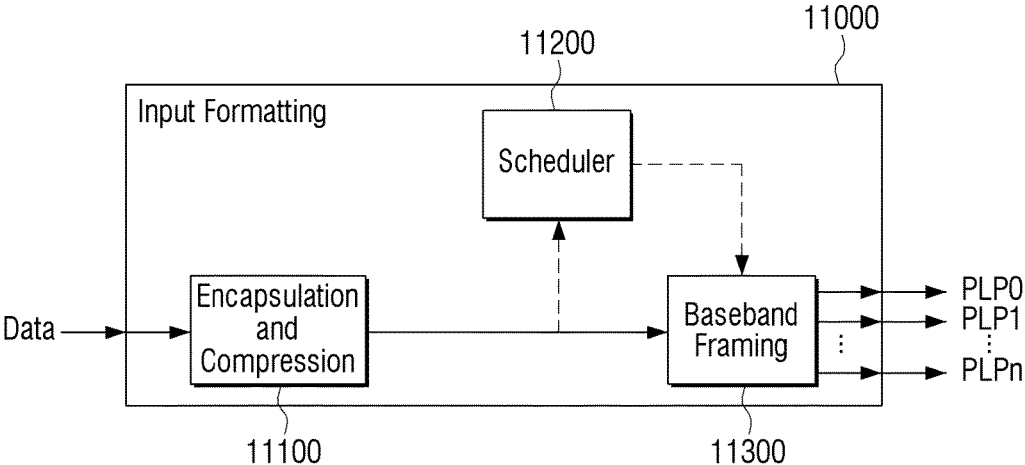 11200
11000
Input Formatting
Scheduler
Data
Encapsulation
and
Compression
Baseband
Framing
PLP0
PLP1
PLPn
11100
11300